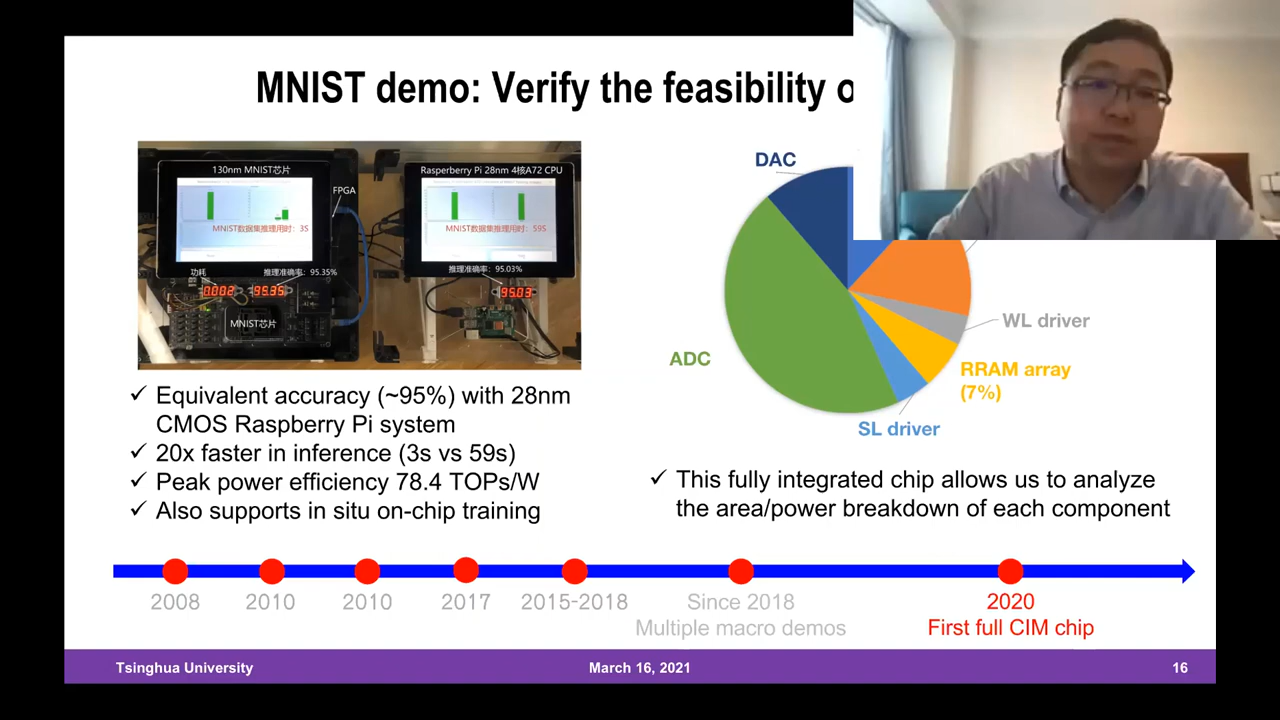 MNIST demo: Verify the feasibility o
130nm MNIST芯片
FPGA
MNIST数据集推理用时：3S
功耗
推理准确率：95.35%
0.002
95.35
MNIST芯片
Rasperberry Pi 28nm 4核A72 CPU
MNIST数据集推理用时：59S
推理准确率：95.03%
95.03
DAC
ADC
WL driver
RRAM array
(7%)
SL driver
✓ Equivalent accuracy (~95%) with 28nm
CMOS Raspberry Pi system
✓ 20x faster in inference (3s vs 59s)
✓ Peak power efficiency 78.4 TOPs/W
✓ Also supports in situ on-chip training
✓ This fully integrated chip allows us to analyze
the area/power breakdown of each component
2008
2010
2010
2017
2015-2018
Since 2018
Multiple macro demos
2020
First full CIM chip
Tsinghua University
March 16, 2021
16